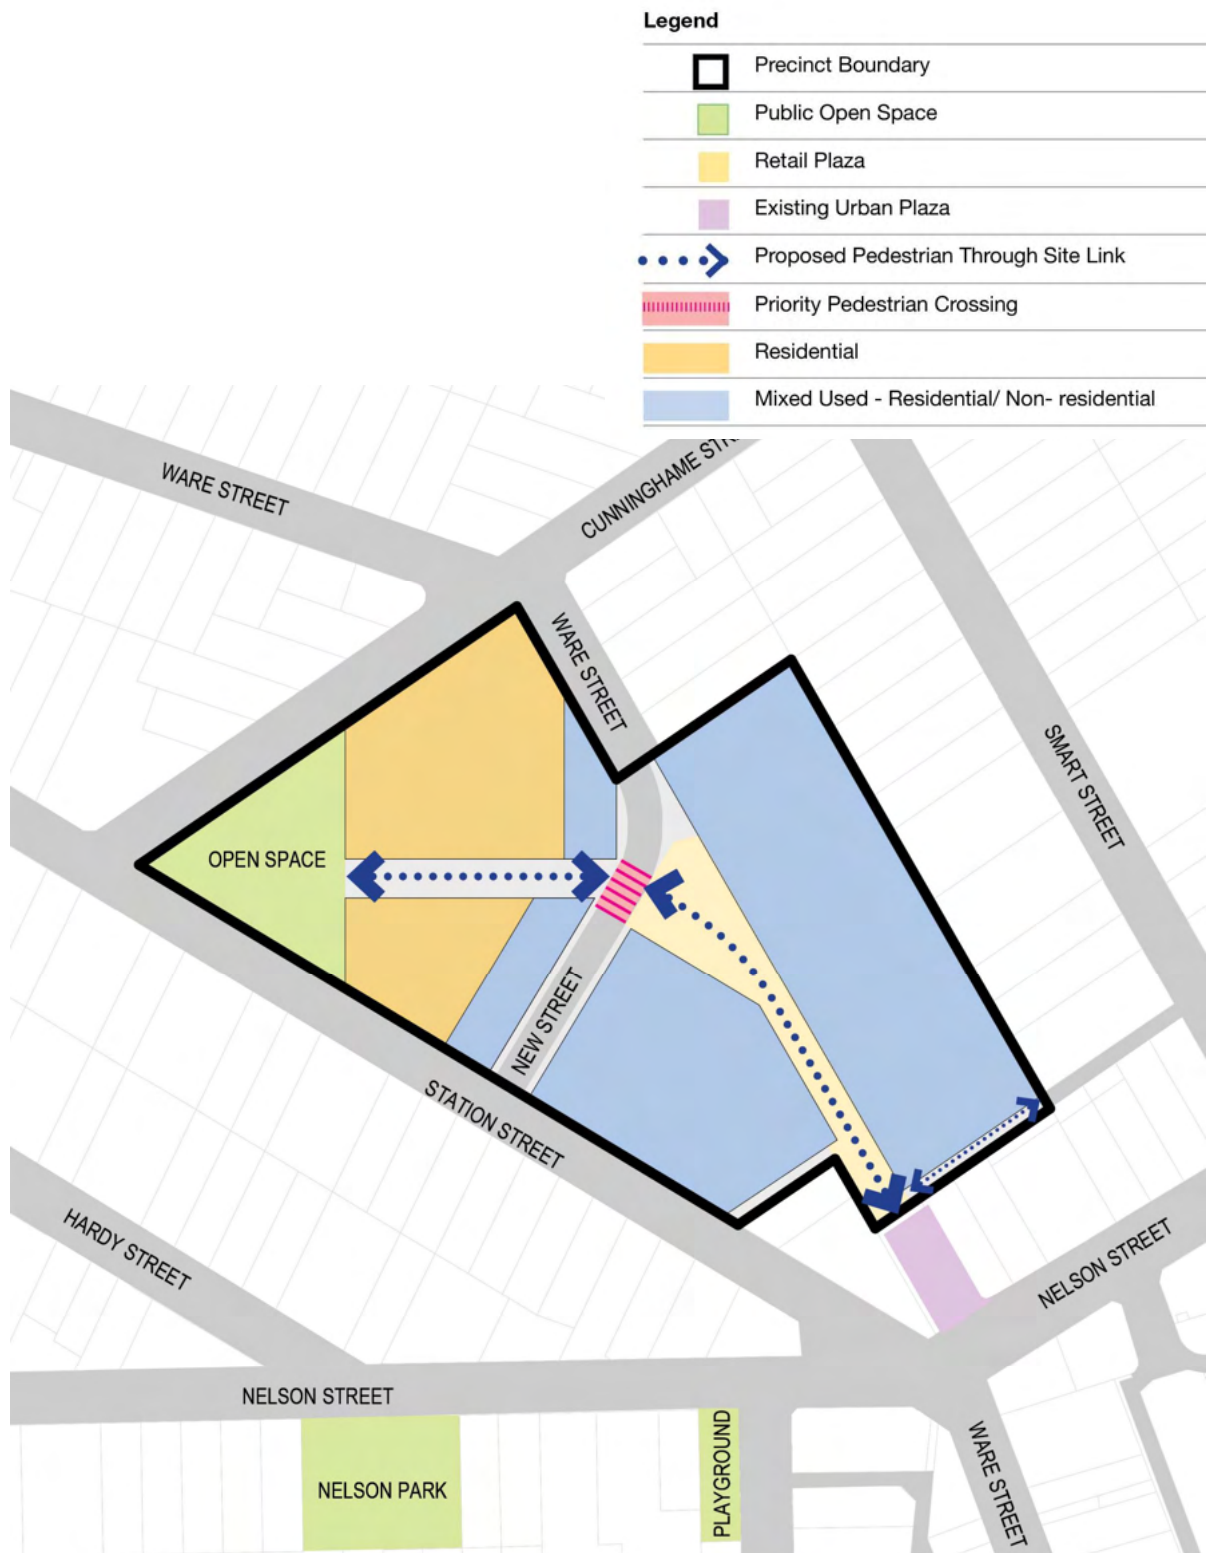 Legend
Precinct Boundary
Public Open Space
Retail Plaza
Existing Urban Plaza
Proposed Pedestrian Through Site Link
Priority Pedestrian Crossing
Residential
Mixed Used - Residential/ Non- residential
WARE STREET
CUNNINGHAME
WARE STREET
SMART STREET
OPEN SPACE
NEW STREET
STATION STREET
HARDY STREET
NELSON STREET
NELSON STREET
NELSON PARK
PLAYGROUND
WARE STREET